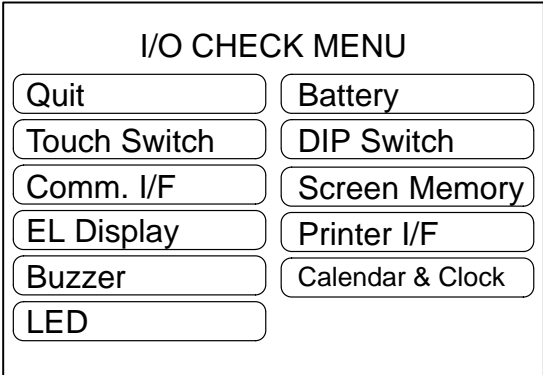 I/O CHECK MENU
Quit
Battery
Touch Switch
DIP Switch
Comm. I/F
Screen Memory
EL Display
Printer I/F
Buzzer
Calendar & Clock
LED